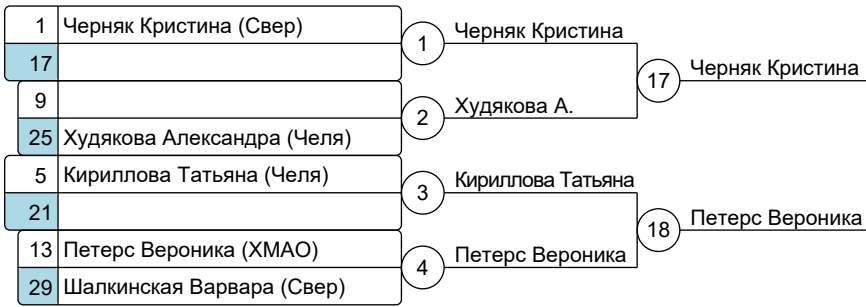 1 Черняк Кристина (Свер)
17
9
25 Худякова Александра (Челя)
5 Кириллова Татьяна (Челя)
21
13 Петерс Вероника (ХМАО)
29 Шалкинская Варвара (Свер)
1 Черняк Кристина
2 Худякова А.
3 Кириллова Татьяна
4 Петерс Вероника
17 Черняк Кристина
18 Петерс Вероника